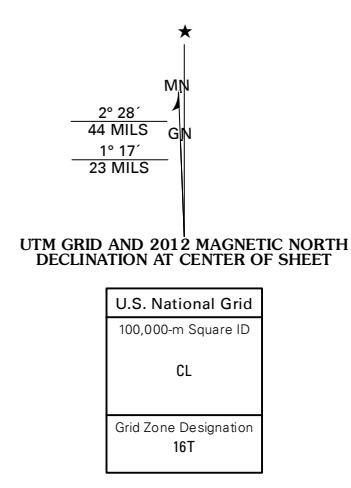 ★
MN
2° 28´
44 MILS
GN
1° 17´
23 MILS
UTM GRID AND 2012 MAGNETIC NORTH
DECLINATION AT CENTER OF SHEET
U.S. National Grid
100,000-m Square ID
CL
Grid Zone Designation
16T